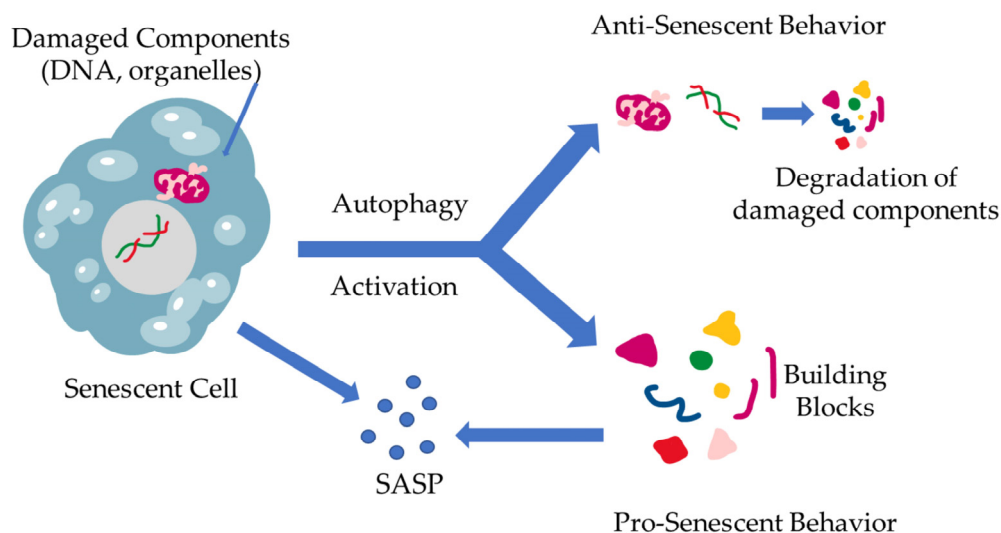 Damaged Components
(DNA, organelles)
Senescent Cell
Autophagy
Activation
SASP
Anti-Senescent Behavior
Degradation of
damaged components
Building
Blocks
Pro-Senescent Behavior